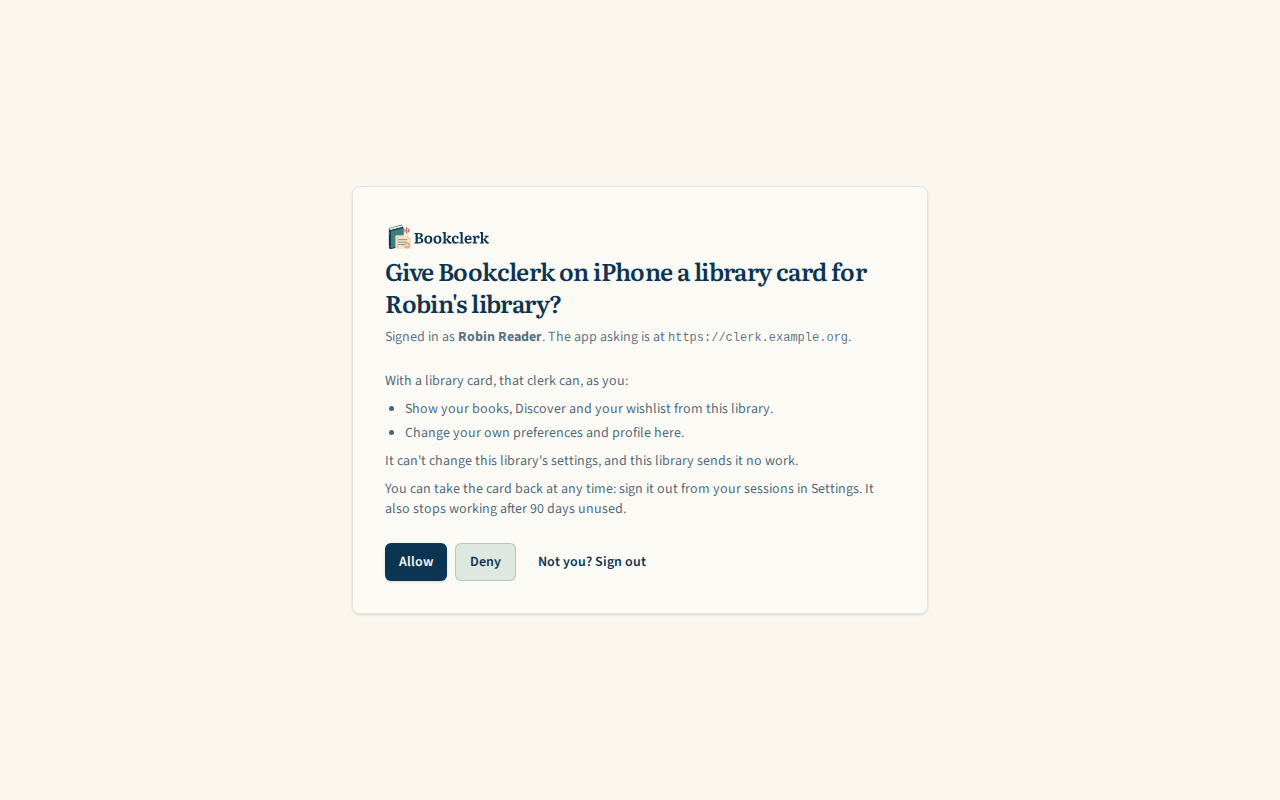 Bookclerk
Give Bookclerk on iPhone a library card for
Robin's library?
Signed in as Robin Reader. The app asking is at https://clerk.example.org.
With a library card, that clerk can, as you:
• Show your books, Discover and your wishlist from this library.
• Change your own preferences and profile here.
It can't change this library's settings, and this library sends it no work.
You can take the card back at any time: sign it out from your sessions in Settings. It
also stops working after 90 days unused.
Allow Deny Not you? Sign out